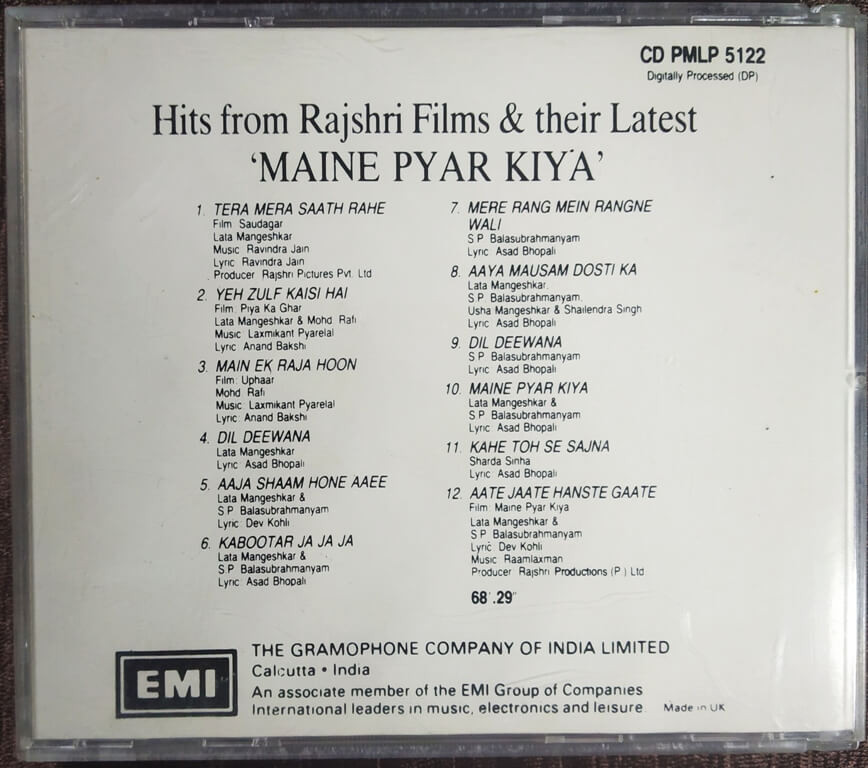 CD PMLP 5122
Digitally Processed (DP)
Hits from Rajshri Films & their Latest
'MAINE PYAR KIYA'
1. TERA MERA SAATH RAHE
Film Saudagar
Lata Mangeshkar
Music Ravindra Jain
Lyric Ravindra Jain
Producer Rajshri Pictures Pvt. Ltd
2. YEH ZULF KAISI HAI
Film: Piya Ka Ghar
Lata Mangeshkar & Mohd Rafi
Music Laxmikant Pyarelal
Lyric Anand Bakshi
3. MAIN EK RAJA HOON
Film: Uphaar
Mohd Rafi
Music Laxmikant Pyarelal
Lyric Anand Bakshi
4. DIL DEEWANA
Lata Mangeshkar
Lyric Asad Bhopali
5. AAJA SHAAM HONE AAEE
Lata Mangeshkar &
S P Balasubrahmanyam
Lyric Dev Kohli
6. KABOOTAR JA JA JA
Lata Mangeshkar &
S.P Balasubrahmanyam
Lyric Asad Bhopali
7. MERE RANG MEIN RANGNE
WALI
S P Balasubrahmanyam
Lyric Asad Bhopali
8. AAYA MAUSAM DOSTI KA
Lata Mangeshkar.
S P Balasubrahmanyam.
Usha Mangeshkar & Shailendra Singh
Lyric Asad Bhopali
9. DIL DEEWANA
S P Balasubrahmanyam
Lyric Asad Bhopali
10. MAINE PYAR KIYA
Lata Mangeshkar &
S P Balasubrahmanyam
Lyric Asad Bhopali
11. KAHE TOH SE SAJNA
Sharda Sinha
Lyric Asad Bhopali
12. AATE JAATE HANSTE GAATE
Film Maine Pyar Kiya
Lata Mangeshkar &
S P Balasubrahmanyam
Lyric Dev Kohli
Music Raamlaxman
Producer Rajshri Productions (P.) Ltd
68'.29"
EMI
THE GRAMOPHONE COMPANY OF INDIA LIMITED
Calcutta • India
An associate member of the EMI Group of Companies
International leaders in music, electronics and leisure. Made in UK